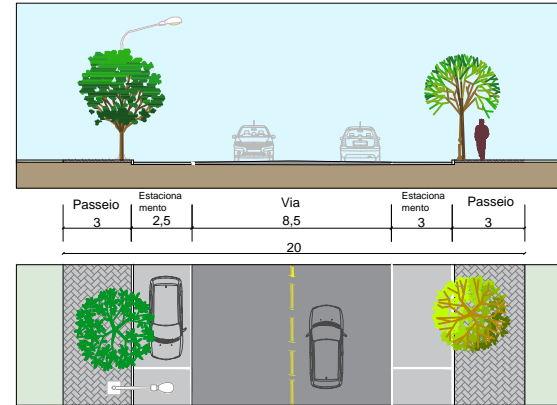 Passeio
3
Estaciona
mento
2,5
Via
8,5
Estaciona
mento
3
Passeio
3
20